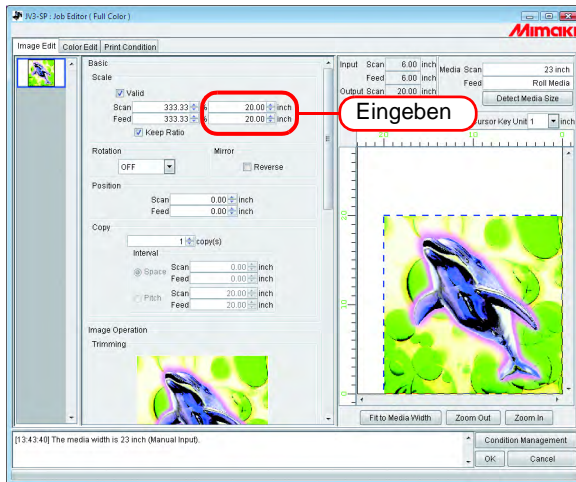 JV3-SP : Job Editor ( Full Color )
Mimaki
Image Edit Color Edit Print Condition
Basic
Scale
Valid
Scan 333.33 % 20.00 inch
Feed 333.33 % 20.00 inch
Keep Ratio
Rotation Mirror
OFF Reverse
Position
Scan 0.00 inch
Feed 0.00 inch
Copy
1 copy(s)
Interval
Space Scan 0.00 inch
Feed 0.00 inch
Pitch Scan 20.00 inch
Feed 20.00 inch
Image Operation
Trimming
Eingeben
Input Scan 6.00 inch
Feed 6.00 inch
Output Scan 20.00 inch
Media Scan 23 inch
Feed Roll Media
Detect Media Size
ursor Key Unit 1 inch
20 10 0
20
10
0
Fit to Media Width Zoom Out Zoom In
[13:43:40] The media width is 23 inch (Manual Input).
Condition Management
OK Cancel